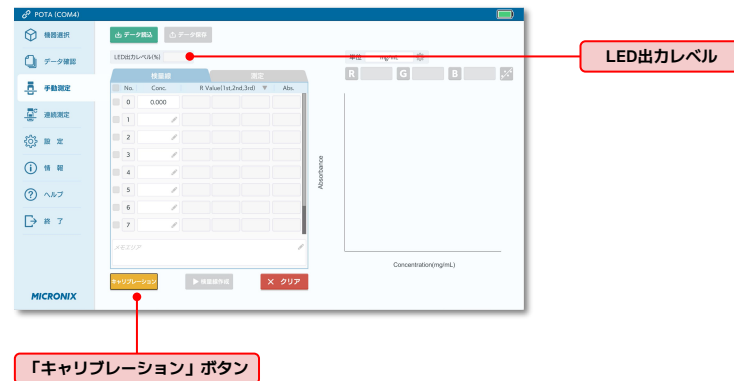 POTA (COM4)
機器選択
データ確認
手動測定
連続測定
設 定
情 報
ヘルプ
終 了
MICRONIX
データ読込
データ保存
LED出力レベル(%)
検量線
測定
No.
Conc.
R Value(1st,2nd,3rd)
Abs.
0
0.000
1
2
3
4
5
6
7
メモエリア
キャリブレーション
検量線作成
クリア
単位
mg/mL
R
G
B
Absorbance
Concentration(mg/mL)
LED出力レベル
「キャリブレーション」ボタン